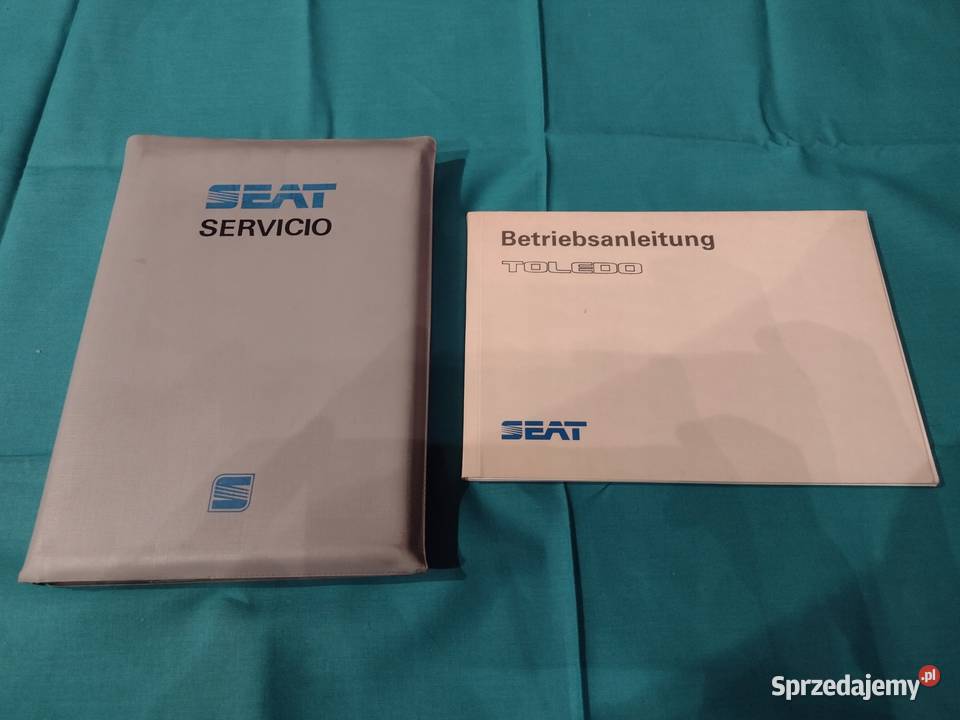 SEAT
SERVICIO
Betriebsanleitung
TOLEDO
SEAT
Sprzedajemy.pl